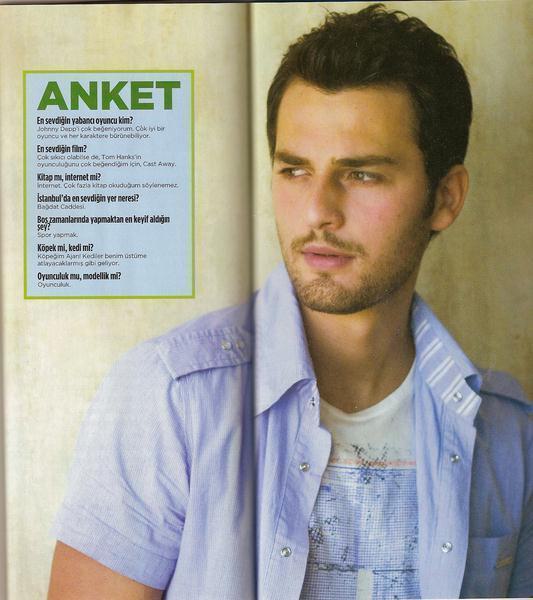 ANKET
En sevdiğin yabancı oyuncu kim?
Johnny Depp'i çok beğeniyorum. Çok iyi bir
oyuncu ve her karaktere bürünebiliyor.
En sevdiğin film?
Çok sıkıcı olabilse de, Tom Hanks'in
oyunculuğunu çok beğendiğim için, Cast Away.
Kitap mı, internet mi?
İnternet. Çok fazla kitap okuduğum söylenemez.
İstanbul'da en sevdiğin yer neresi?
Bağdat Caddesi.
Boş zamanlarında yapmaktan en keyif aldığın
şey?
Spor yapmak.
Köpek mi, kedi mi?
Köpeğim Ajan! Kediler benim üstüme
atlayacaklarmış gibi geliyor.
Oyunculuk mu, modellik mi?
Oyunculuk.